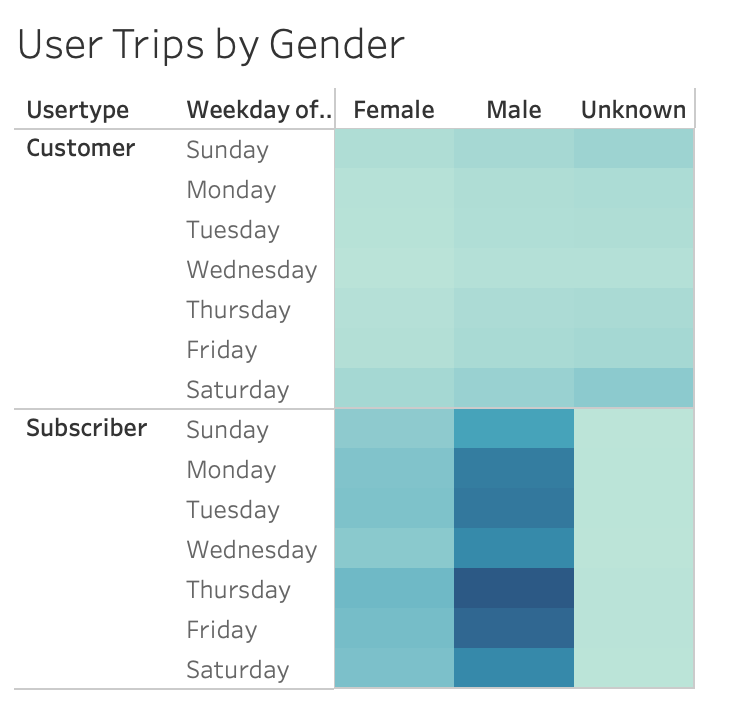 User Trips by Gender
Usertype Weekday of.. Female Male Unknown
Customer Sunday
Monday
Tuesday
Wednesday
Thursday
Friday
Saturday
Subscriber Sunday
Monday
Tuesday
Wednesday
Thursday
Friday
Saturday